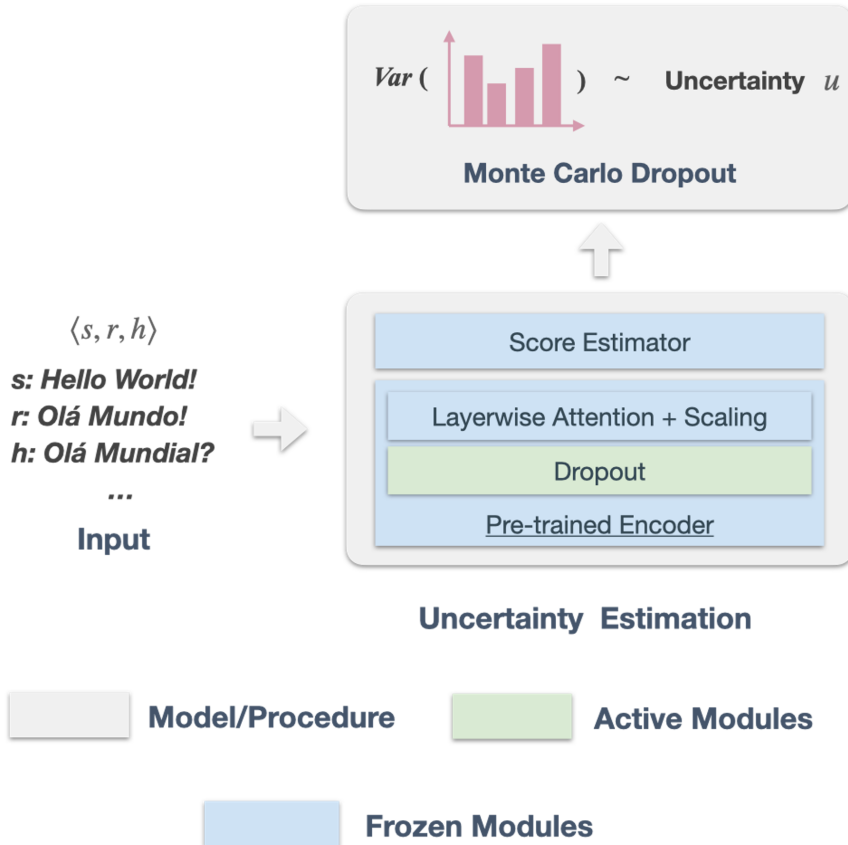 Var ( ) ~ Uncertainty u
Monte Carlo Dropout
⟨s, r, h⟩
s: Hello World!
r: Olá Mundo!
h: Olá Mundial?
...
Input
Score Estimator
Layerwise Attention + Scaling
Dropout
Pre-trained Encoder
Uncertainty Estimation
Model/Procedure
Active Modules
Frozen Modules